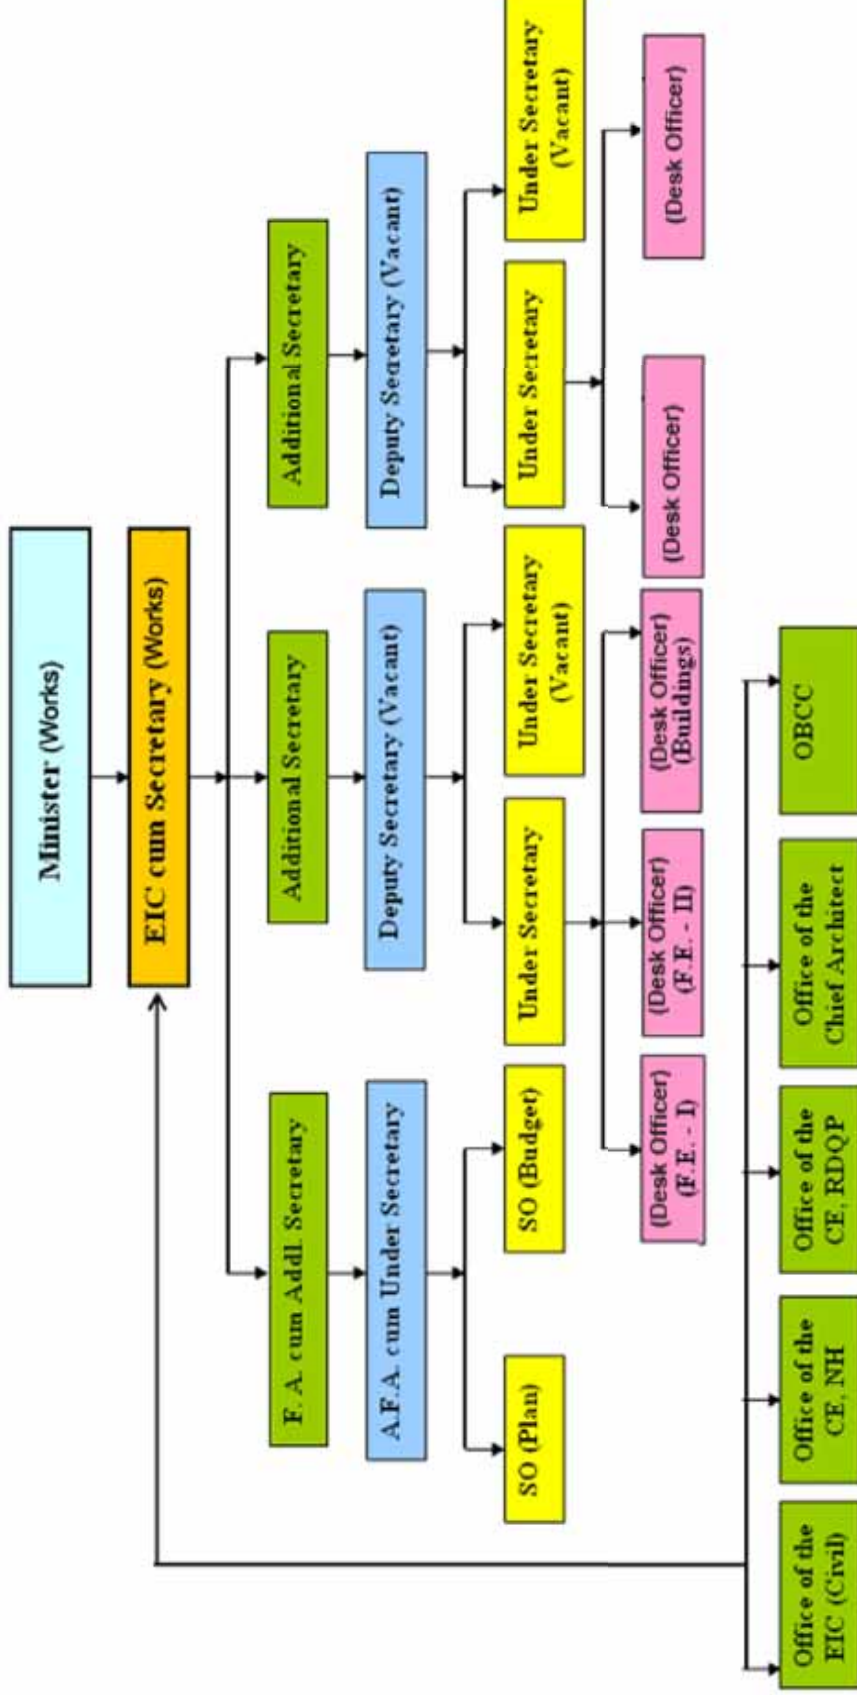 Minister (Works)
EIC cum Secretary (Works)
F. A. cum Addl. Secretary
Additional Secretary
Additional Secretary
A.F.A. cum Under Secretary
Deputy Secretary (Vacant)
Deputy Secretary (Vacant)
SO (Plan)
SO (Budget)
Under Secretary
Under Secretary
(Vacant)
Under Secretary
Under Secretary
(Vacant)
(Desk Officer)
(F.E. - I)
(Desk Officer)
(F.E. - II)
(Desk Officer)
(Buildings)
(Desk Officer)
(Desk Officer)
Office of the
EIC (Civil)
Office of the
CE, NH
Office of the
CE, RDQP
Office of the
Chief Architect
OBCC